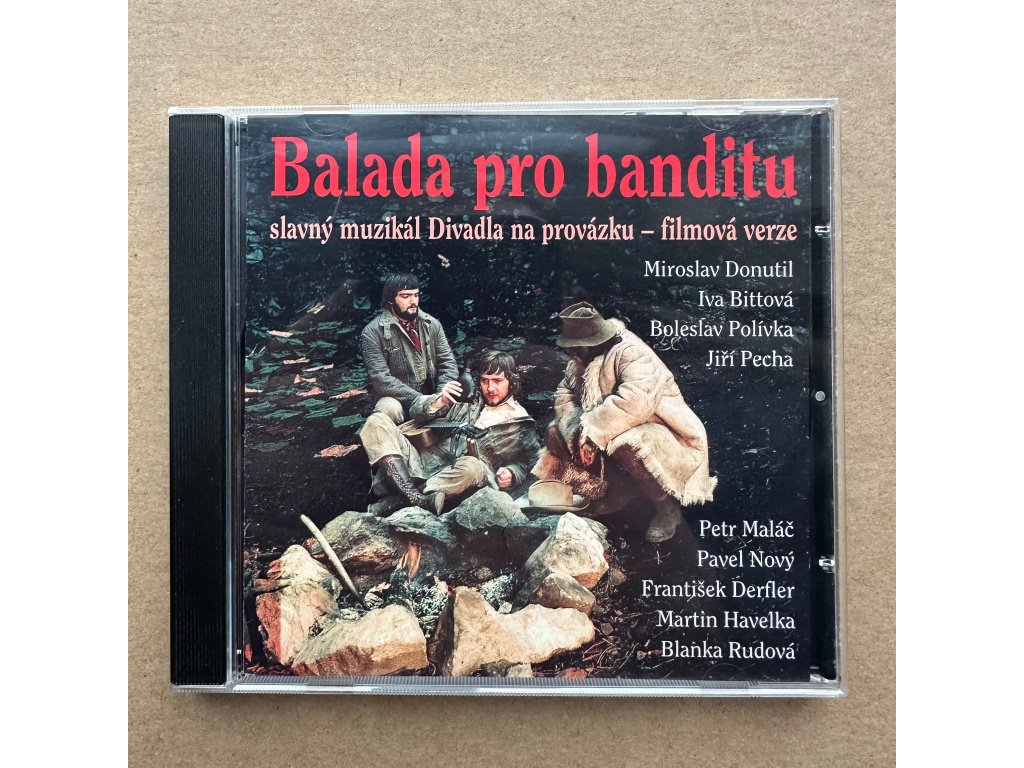 Balada pro banditu
slavný muzikál Divadla na provázku – filmová verze
Miroslav Donutil
Iva Bittová
Boleslav Polívka
Jiří Pecha
Petr Maláč
Pavel Nový
František Derfler
Martin Havelka
Blanka Rudová